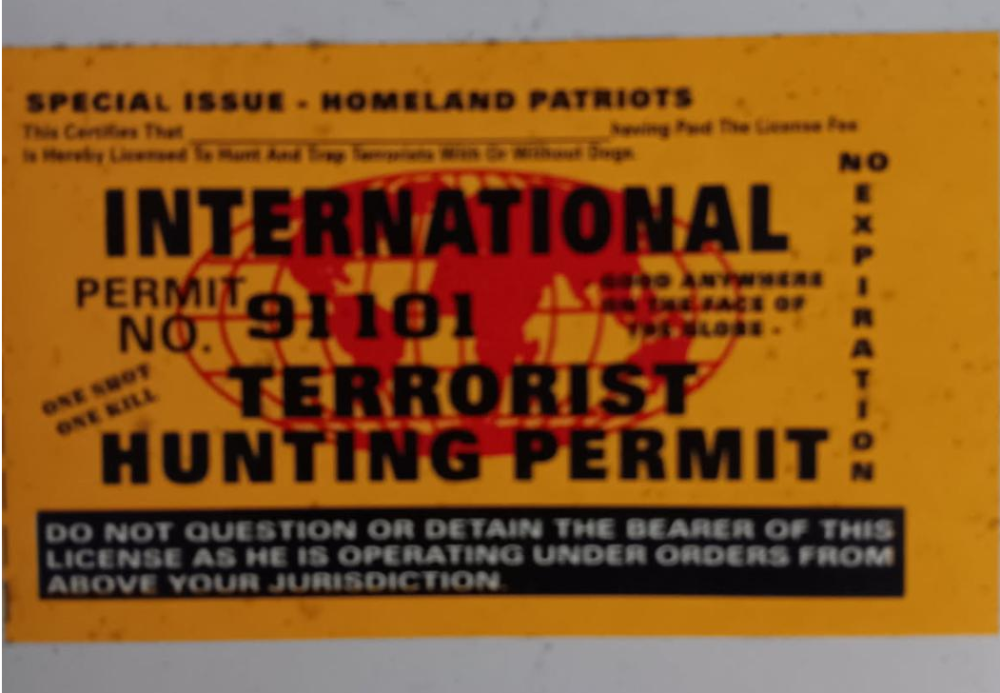 SPECIAL ISSUE - HOMELAND PATRIOTS
This Certifies That having Paid The License Fee
Is Hereby Licensed To Hunt And Trap Terrorists With Or Without Dogs.
NO EXPIRATION
INTERNATIONAL
PERMIT
NO. 91101
GOOD ANYWHERE
ON THE FACE OF
THE GLOBE -
ONE SHOT
ONE KILL
TERRORIST
HUNTING PERMIT
DO NOT QUESTION OR DETAIN THE BEARER OF THIS
LICENSE AS HE IS OPERATING UNDER ORDERS FROM
ABOVE YOUR JURISDICTION.